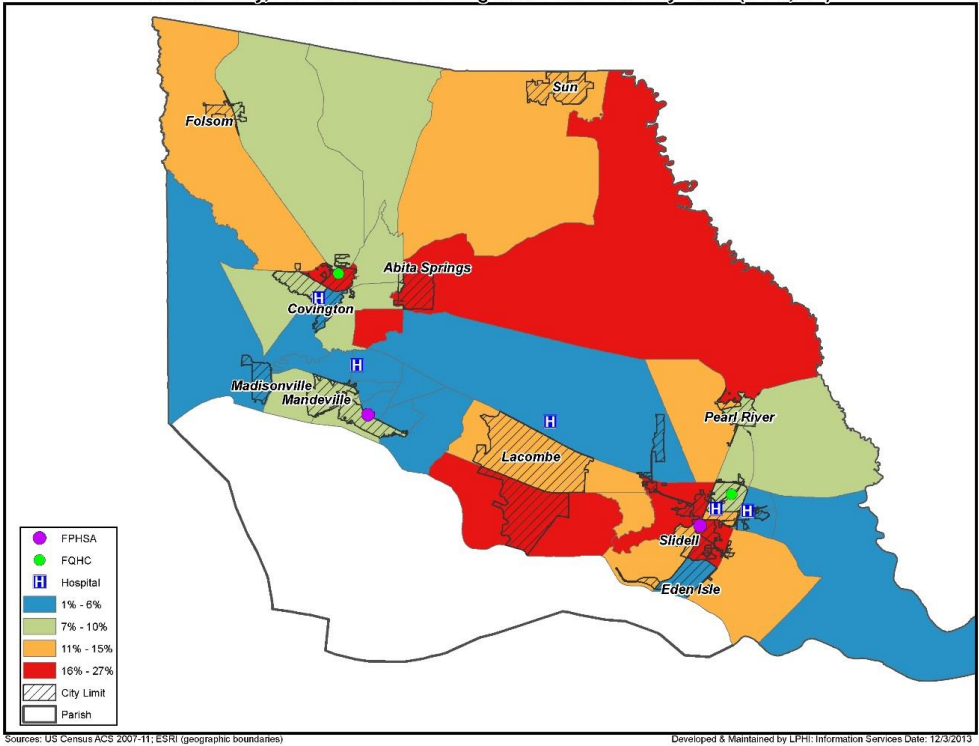 Sun
Folsom
Abita Springs
H
Covington
H
Madisonville
Mandeville
Pearl River
H
Lacombe
H
H
Slidell
Eden Isle
FPHSA
FQHC
H Hospital
1% - 6%
7% - 10%
11% - 15%
16% - 27%
City Limit
Parish
Sources: US Census ACS 2007-11; ESRI (geographic boundaries)
Developed & Maintained by LPHI: Information Services Date: 12/3/2013